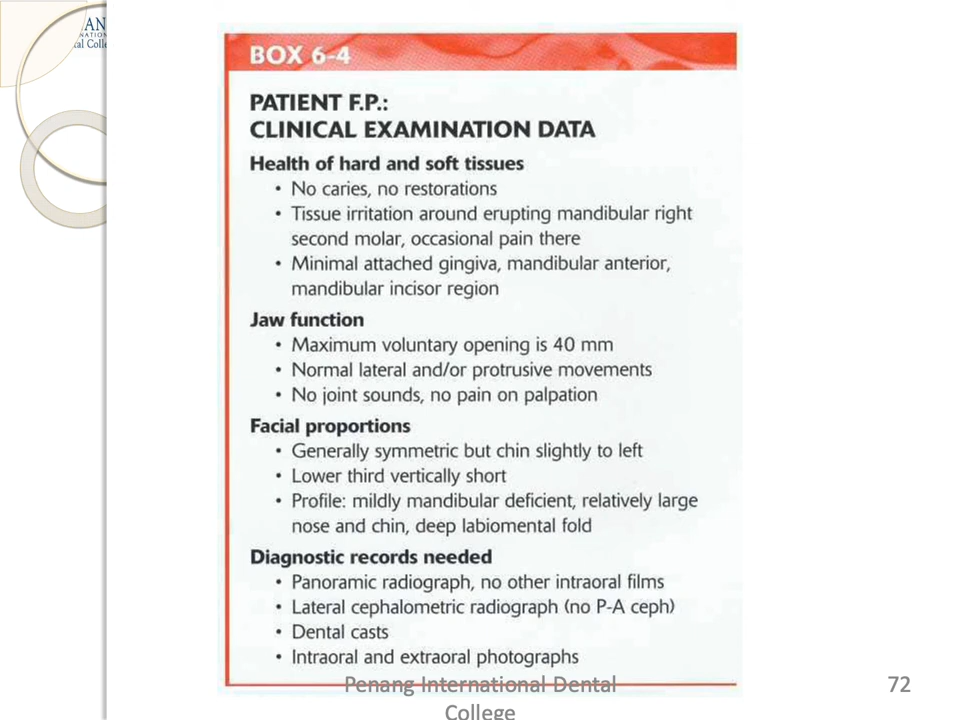 AN
NATION
tal Colle
BOX 6-4
PATIENT F.P.:
CLINICAL EXAMINATION DATA
Health of hard and soft tissues
• No caries, no restorations
• Tissue irritation around erupting mandibular right
second molar, occasional pain there
• Minimal attached gingiva, mandibular anterior,
mandibular incisor region
Jaw function
• Maximum voluntary opening is 40 mm
• Normal lateral and/or protrusive movements
• No joint sounds, no pain on palpation
Facial proportions
• Generally symmetric but chin slightly to left
• Lower third vertically short
• Profile: mildly mandibular deficient, relatively large
nose and chin, deep labiomental fold
Diagnostic records needed
• Panoramic radiograph, no other intraoral films
• Lateral cephalometric radiograph (no P-A ceph)
• Dental casts
• Intraoral and extraoral photographs
Penang International Dental
College
72